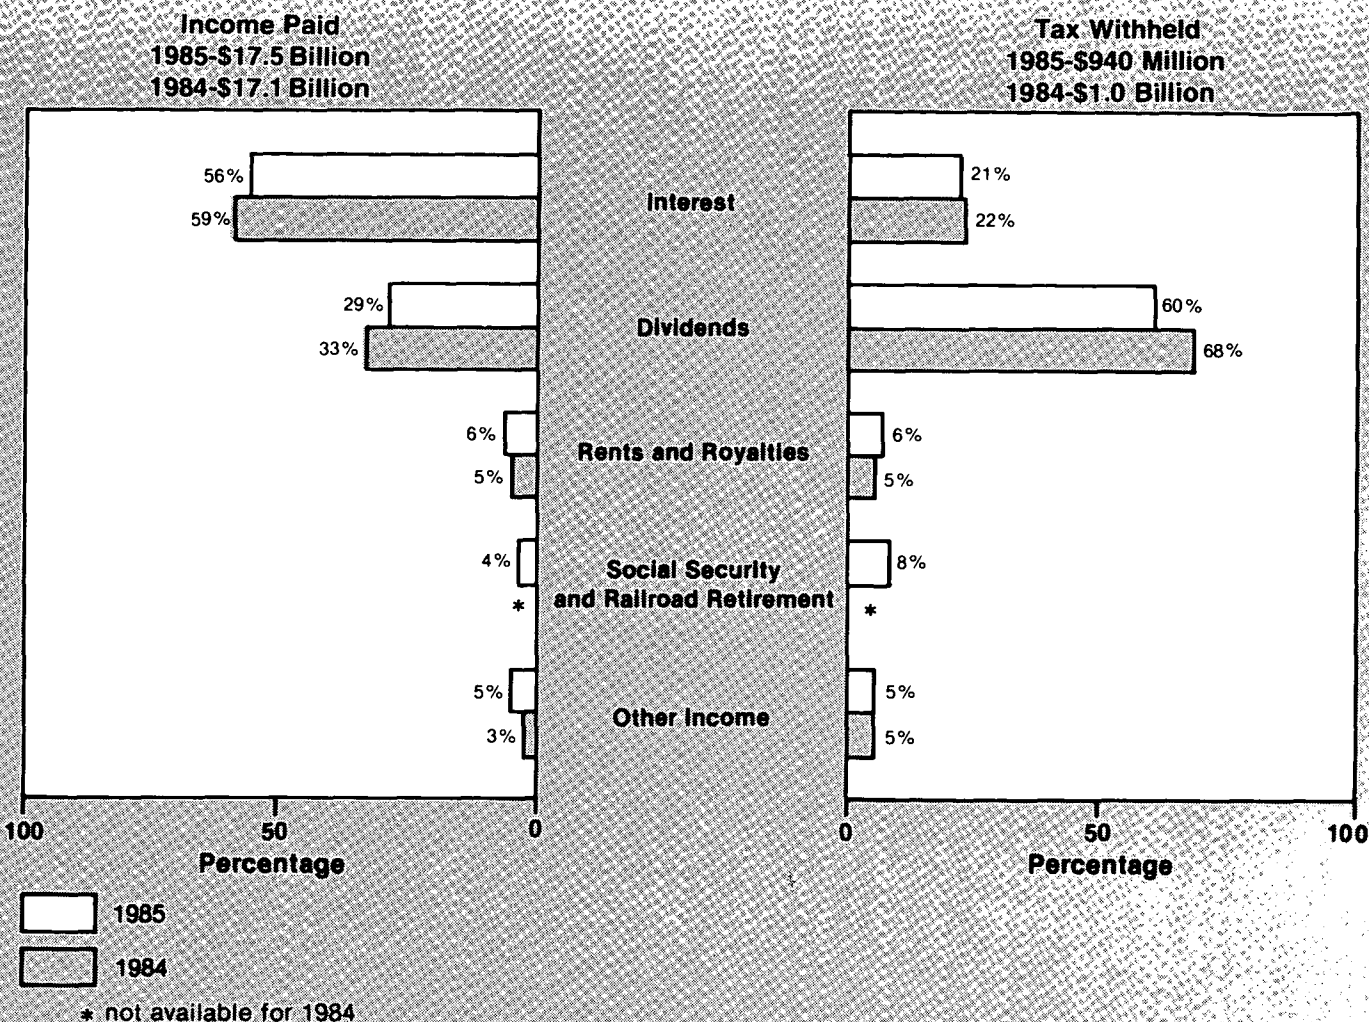 Income Paid
1985-$17.5 Billion
1984-$17.1 Billion
Tax Withheld
1985-$940 Million
1984-$1.0 Billion
56%
59%
Interest
21%
22%
29%
33%
Dividends
60%
68%
6%
5%
Rents and Royalties
6%
5%
4%
*
Social Security
and Railroad Retirement
8%
*
5%
3%
Other Income
5%
5%
100
50
0
Percentage
0
50
100
Percentage
1985
1984
* not available for 1984